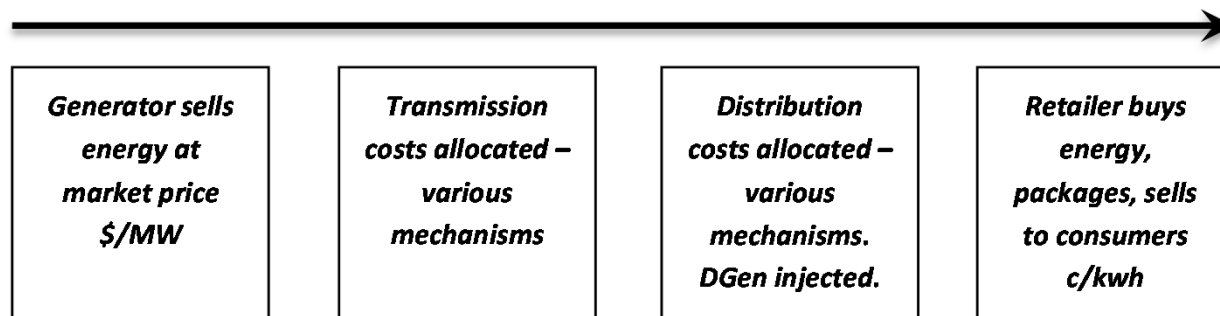 Generator sells
energy at
market price
$/MW
Transmission
costs allocated –
various
mechanisms
Distribution
costs allocated –
various
mechanisms.
DGen injected.
Retailer buys
energy,
packages, sells
to consumers
c/kwh